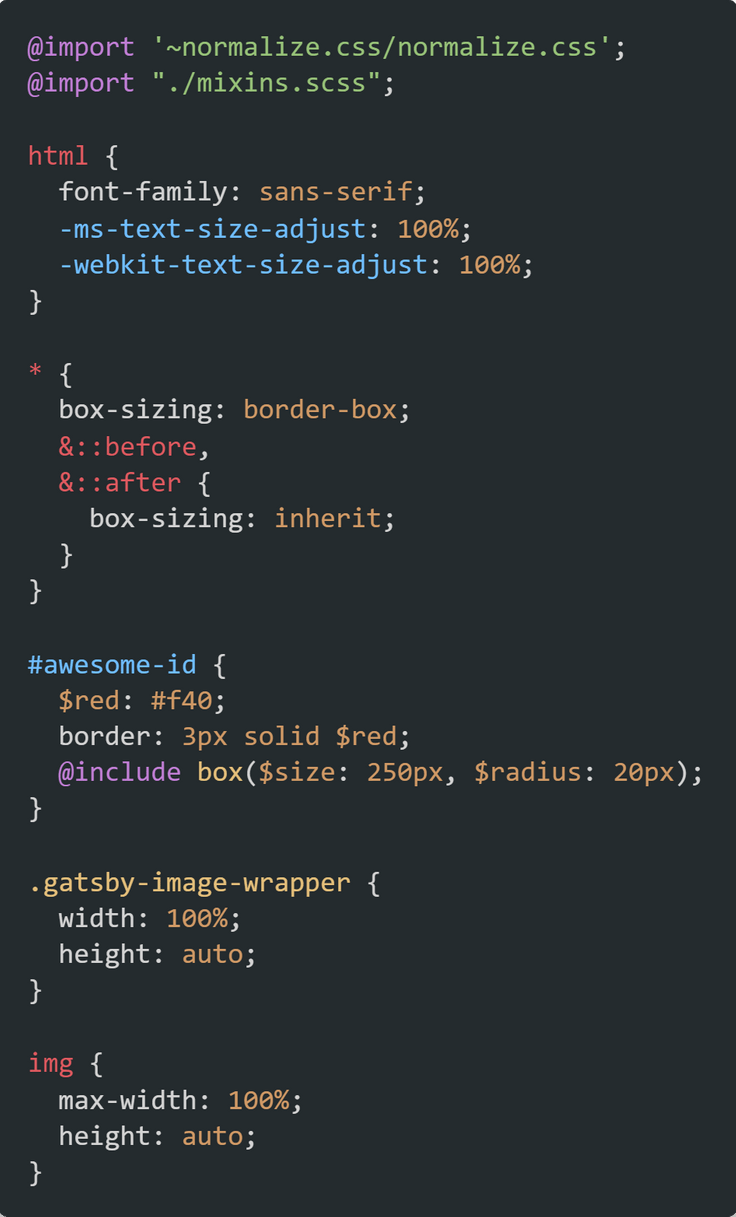 @import '~normalize.css/normalize.css';
@import "./mixins.scss";

html {
  font-family: sans-serif;
  -ms-text-size-adjust: 100%;
  -webkit-text-size-adjust: 100%;
}

* {
  box-sizing: border-box;
  &::before,
  &::after {
    box-sizing: inherit;
  }
}

#awesome-id {
  $red: #f40;
  border: 3px solid $red;
  @include box($size: 250px, $radius: 20px);
}

.gatsby-image-wrapper {
  width: 100%;
  height: auto;
}

img {
  max-width: 100%;
  height: auto;
}